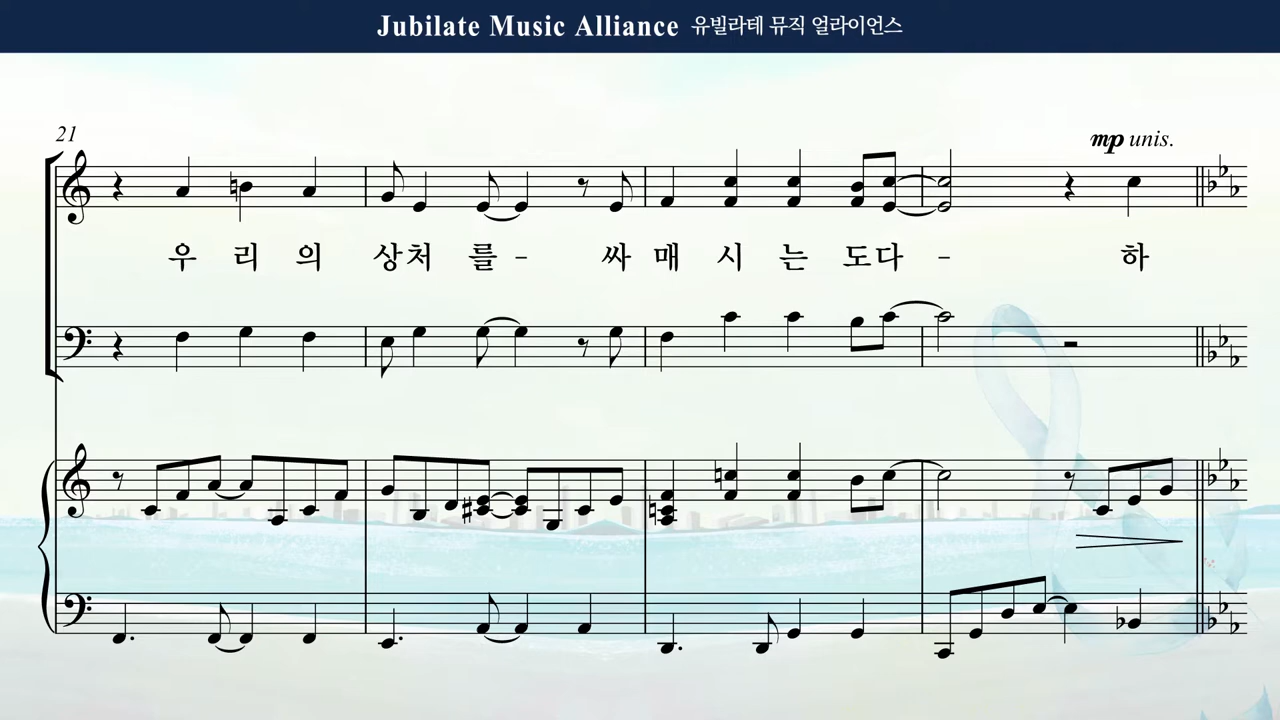 Jubilate Music Alliance 유빌라테 뮤직 얼라이언스
21
mp unis.
우 리 의 상처 를- 싸 매 시 는 도다 - 하